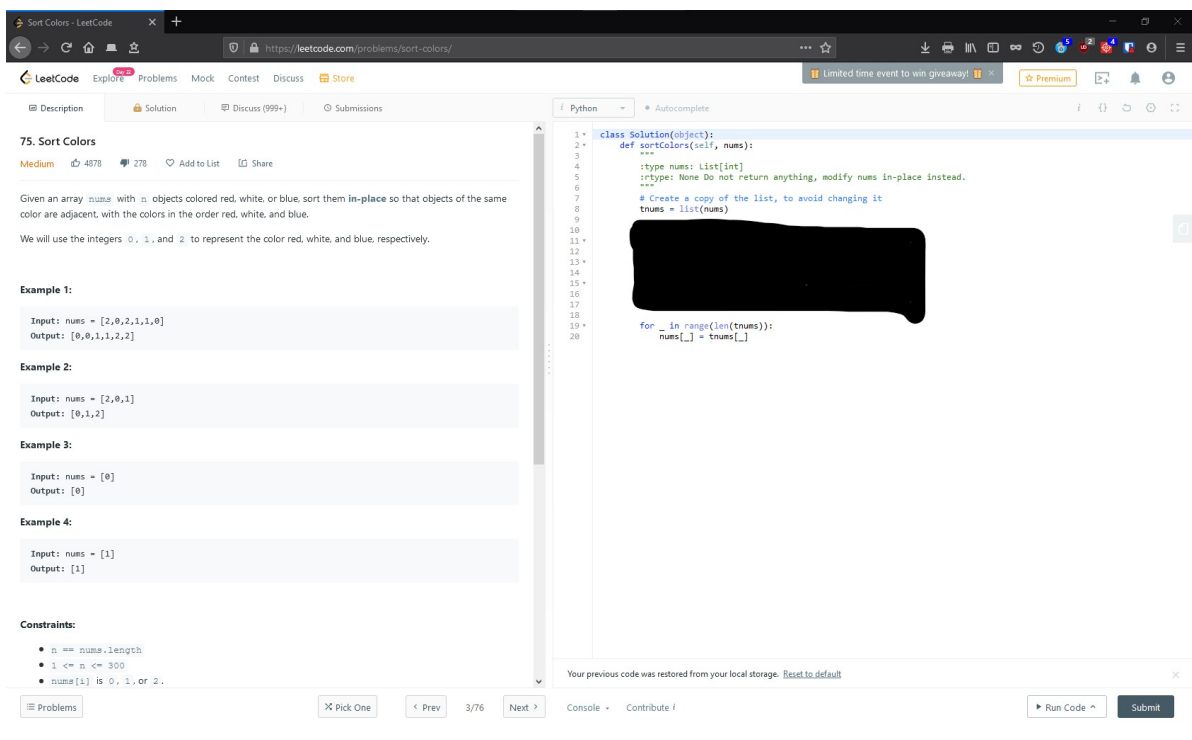 Sort Colors - LeetCode
https://leetcode.com/problems/sort-colors/
5
2
4
LeetCode Explore Problems Mock Contest Discuss Store
Limited time event to win giveaway!
Premium
Description Solution Discuss (999+) Submissions
75. Sort Colors
Medium 4878 278 Add to List Share
Given an array nums with n objects colored red, white, or blue, sort them in-place so that objects of the same
color are adjacent, with the colors in the order red, white, and blue.
We will use the integers 0, 1, and 2 to represent the color red, white, and blue, respectively.
Example 1:
Input: nums = [2,0,2,1,1,0]
Output: [0,0,1,1,2,2]
Example 2:
Input: nums = [2,0,1]
Output: [0,1,2]
Example 3:
Input: nums = [0]
Output: [0]
Example 4:
Input: nums = [1]
Output: [1]
Constraints:
n == nums.length
1 <= n <= 300
nums[i] is 0, 1, or 2.
Problems Pick One Prev 3/76 Next
i Python Autocomplete
1 class Solution(object):
2 def sortColors(self, nums):
3 """
4 :type nums: List[int]
5 :rtype: None Do not return anything, modify nums in-place instead.
6 """
7 # Create a copy of the list, to avoid changing it
8 tnums = list(nums)
9
10
11
12
13
14
15
16
17
18
19 for _ in range(len(tnums)):
20 nums[_] = tnums[_]
Your previous code was restored from your local storage. Reset to default
Console Contribute i
Run Code Submit